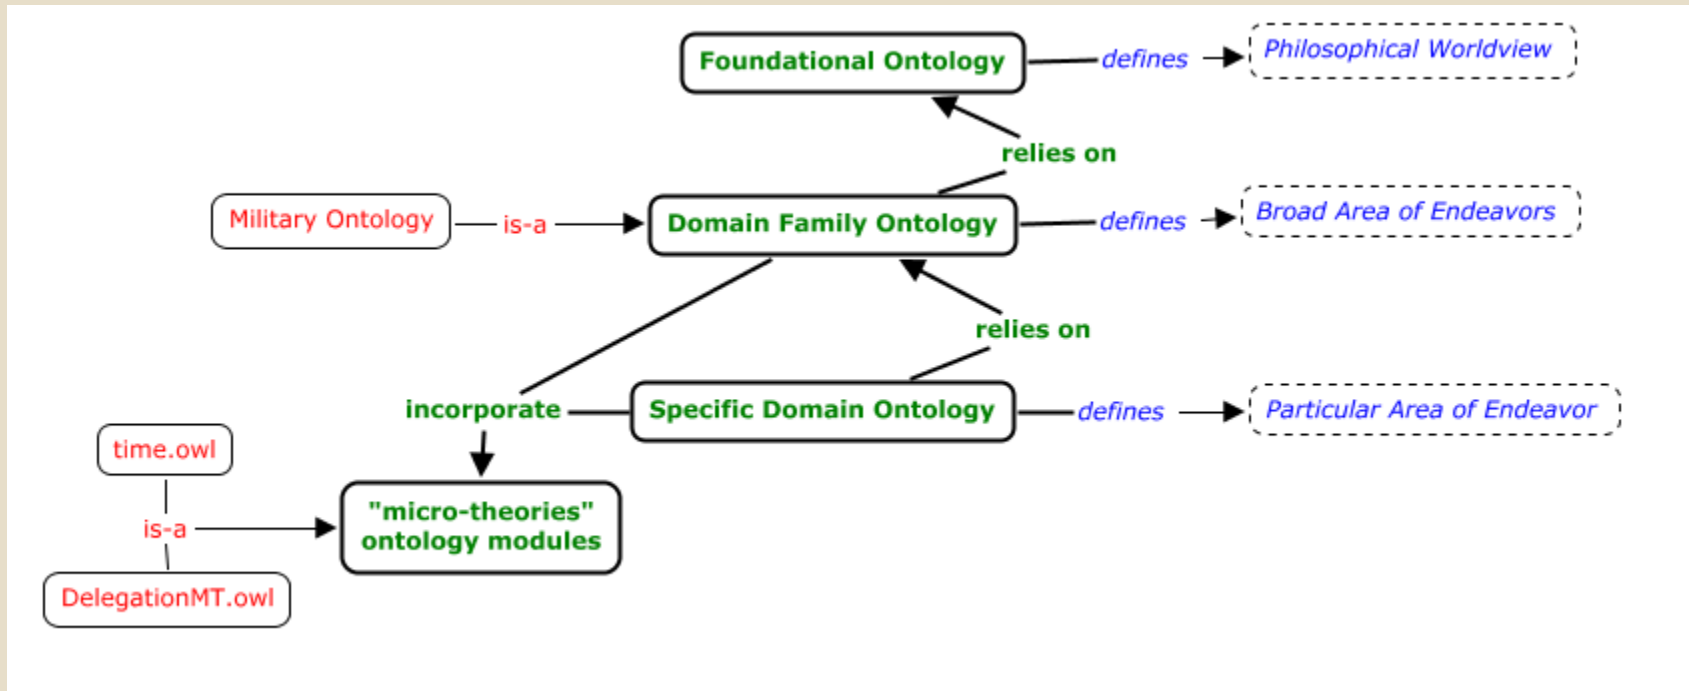 Foundational Ontology
defines
Philosophical Worldview
relies on
Military Ontology
is-a
Domain Family Ontology
defines
Broad Area of Endeavors
relies on
incorporate
Specific Domain Ontology
defines
Particular Area of Endeavor
time.owl
is-a
"micro-theories"
ontology modules
DelegationMT.owl